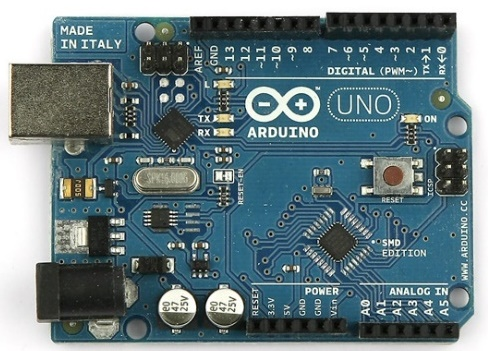 MADE
IN ITALY
AREF
GND
13
12
~11
~10
~9
8
7
~6
~5
4
~3
2
TX→1
RX←0
DIGITAL (PWM~)
L
TX
RX
™
UNO
ARDUINO
ON
RESET-EN
RESET
ICSP
SMD
EDITION
WWW.ARDUINO.CC
47
25V
47
25V
POWER
ANALOG IN
RESET
3.3V
5V
GND
GND
Vin
A0
A1
A2
A3
A4
A5